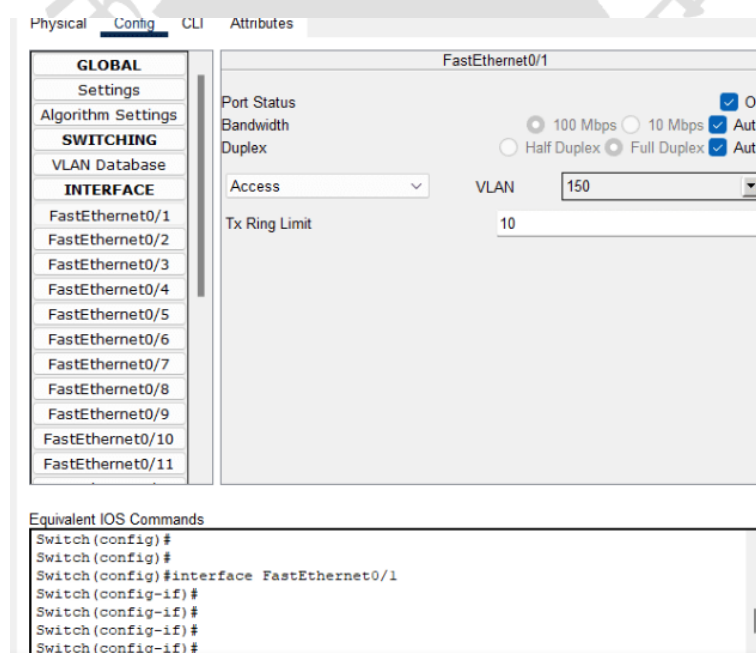 Physical Config CLI Attributes
GLOBAL
Settings
Algorithm Settings
SWITCHING
VLAN Database
INTERFACE
FastEthernet0/1
FastEthernet0/2
FastEthernet0/3
FastEthernet0/4
FastEthernet0/5
FastEthernet0/6
FastEthernet0/7
FastEthernet0/8
FastEthernet0/9
FastEthernet0/10
FastEthernet0/11
FastEthernet0/1
Port Status O
Bandwidth 100 Mbps 10 Mbps Aut
Duplex Half Duplex Full Duplex Aut
Access VLAN 150
Tx Ring Limit 10
Equivalent IOS Commands
Switch(config)#
Switch(config)#
Switch(config)#interface FastEthernet0/1
Switch(config-if)#
Switch(config-if)#
Switch(config-if)#
Switch(config-if)#